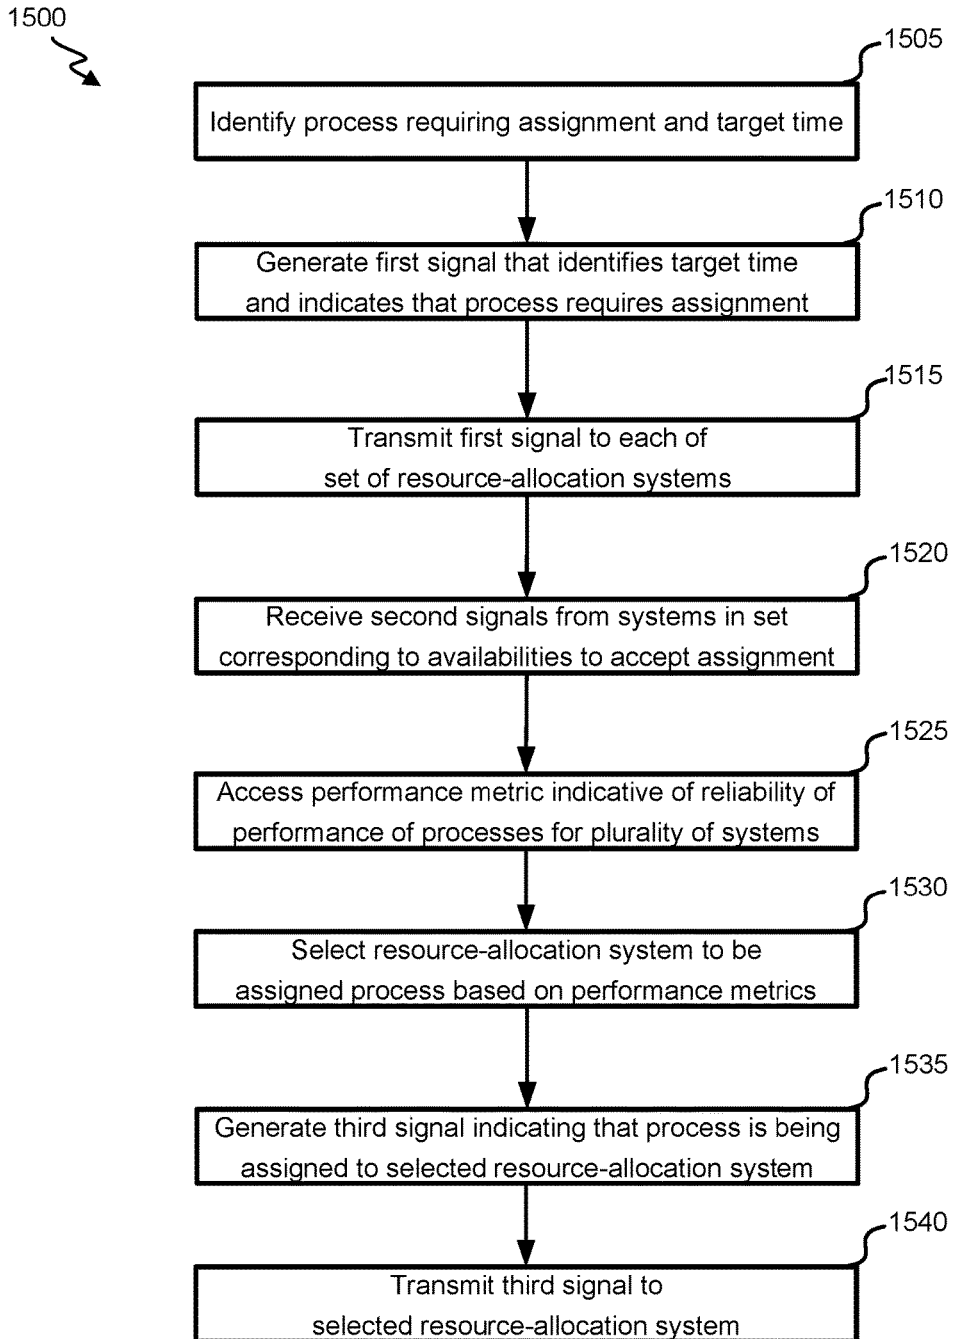 1500
1505
Identify process requiring assignment and target time
1510
Generate first signal that identifies target time
and indicates that process requires assignment
1515
Transmit first signal to each of
set of resource-allocation systems
1520
Receive second signals from systems in set
corresponding to availabilities to accept assignment
1525
Access performance metric indicative of reliability of
performance of processes for plurality of systems
1530
Select resource-allocation system to be
assigned process based on performance metrics
1535
Generate third signal indicating that process is being
assigned to selected resource-allocation system
1540
Transmit third signal to
selected resource-allocation system